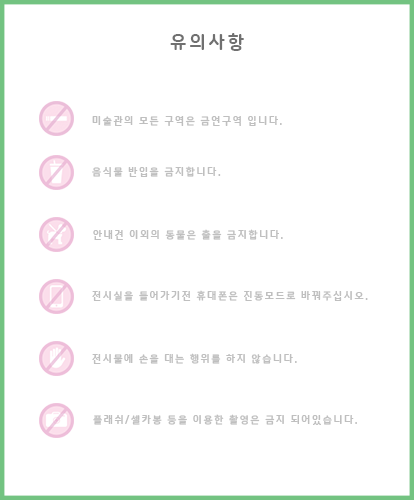 유의사항
미술관의 모든 구역은 금연구역 입니다.
음식물 반입을 금지합니다.
안내견 이외의 동물은 출입을 금지합니다.
전시실을 들어가기전 휴대폰은 진동모드로 바꿔주십시오.
전시물에 손을 대는 행위를 하지 않습니다.
플래쉬/셀카봉 등을 이용한 촬영은 금지 되어있습니다.